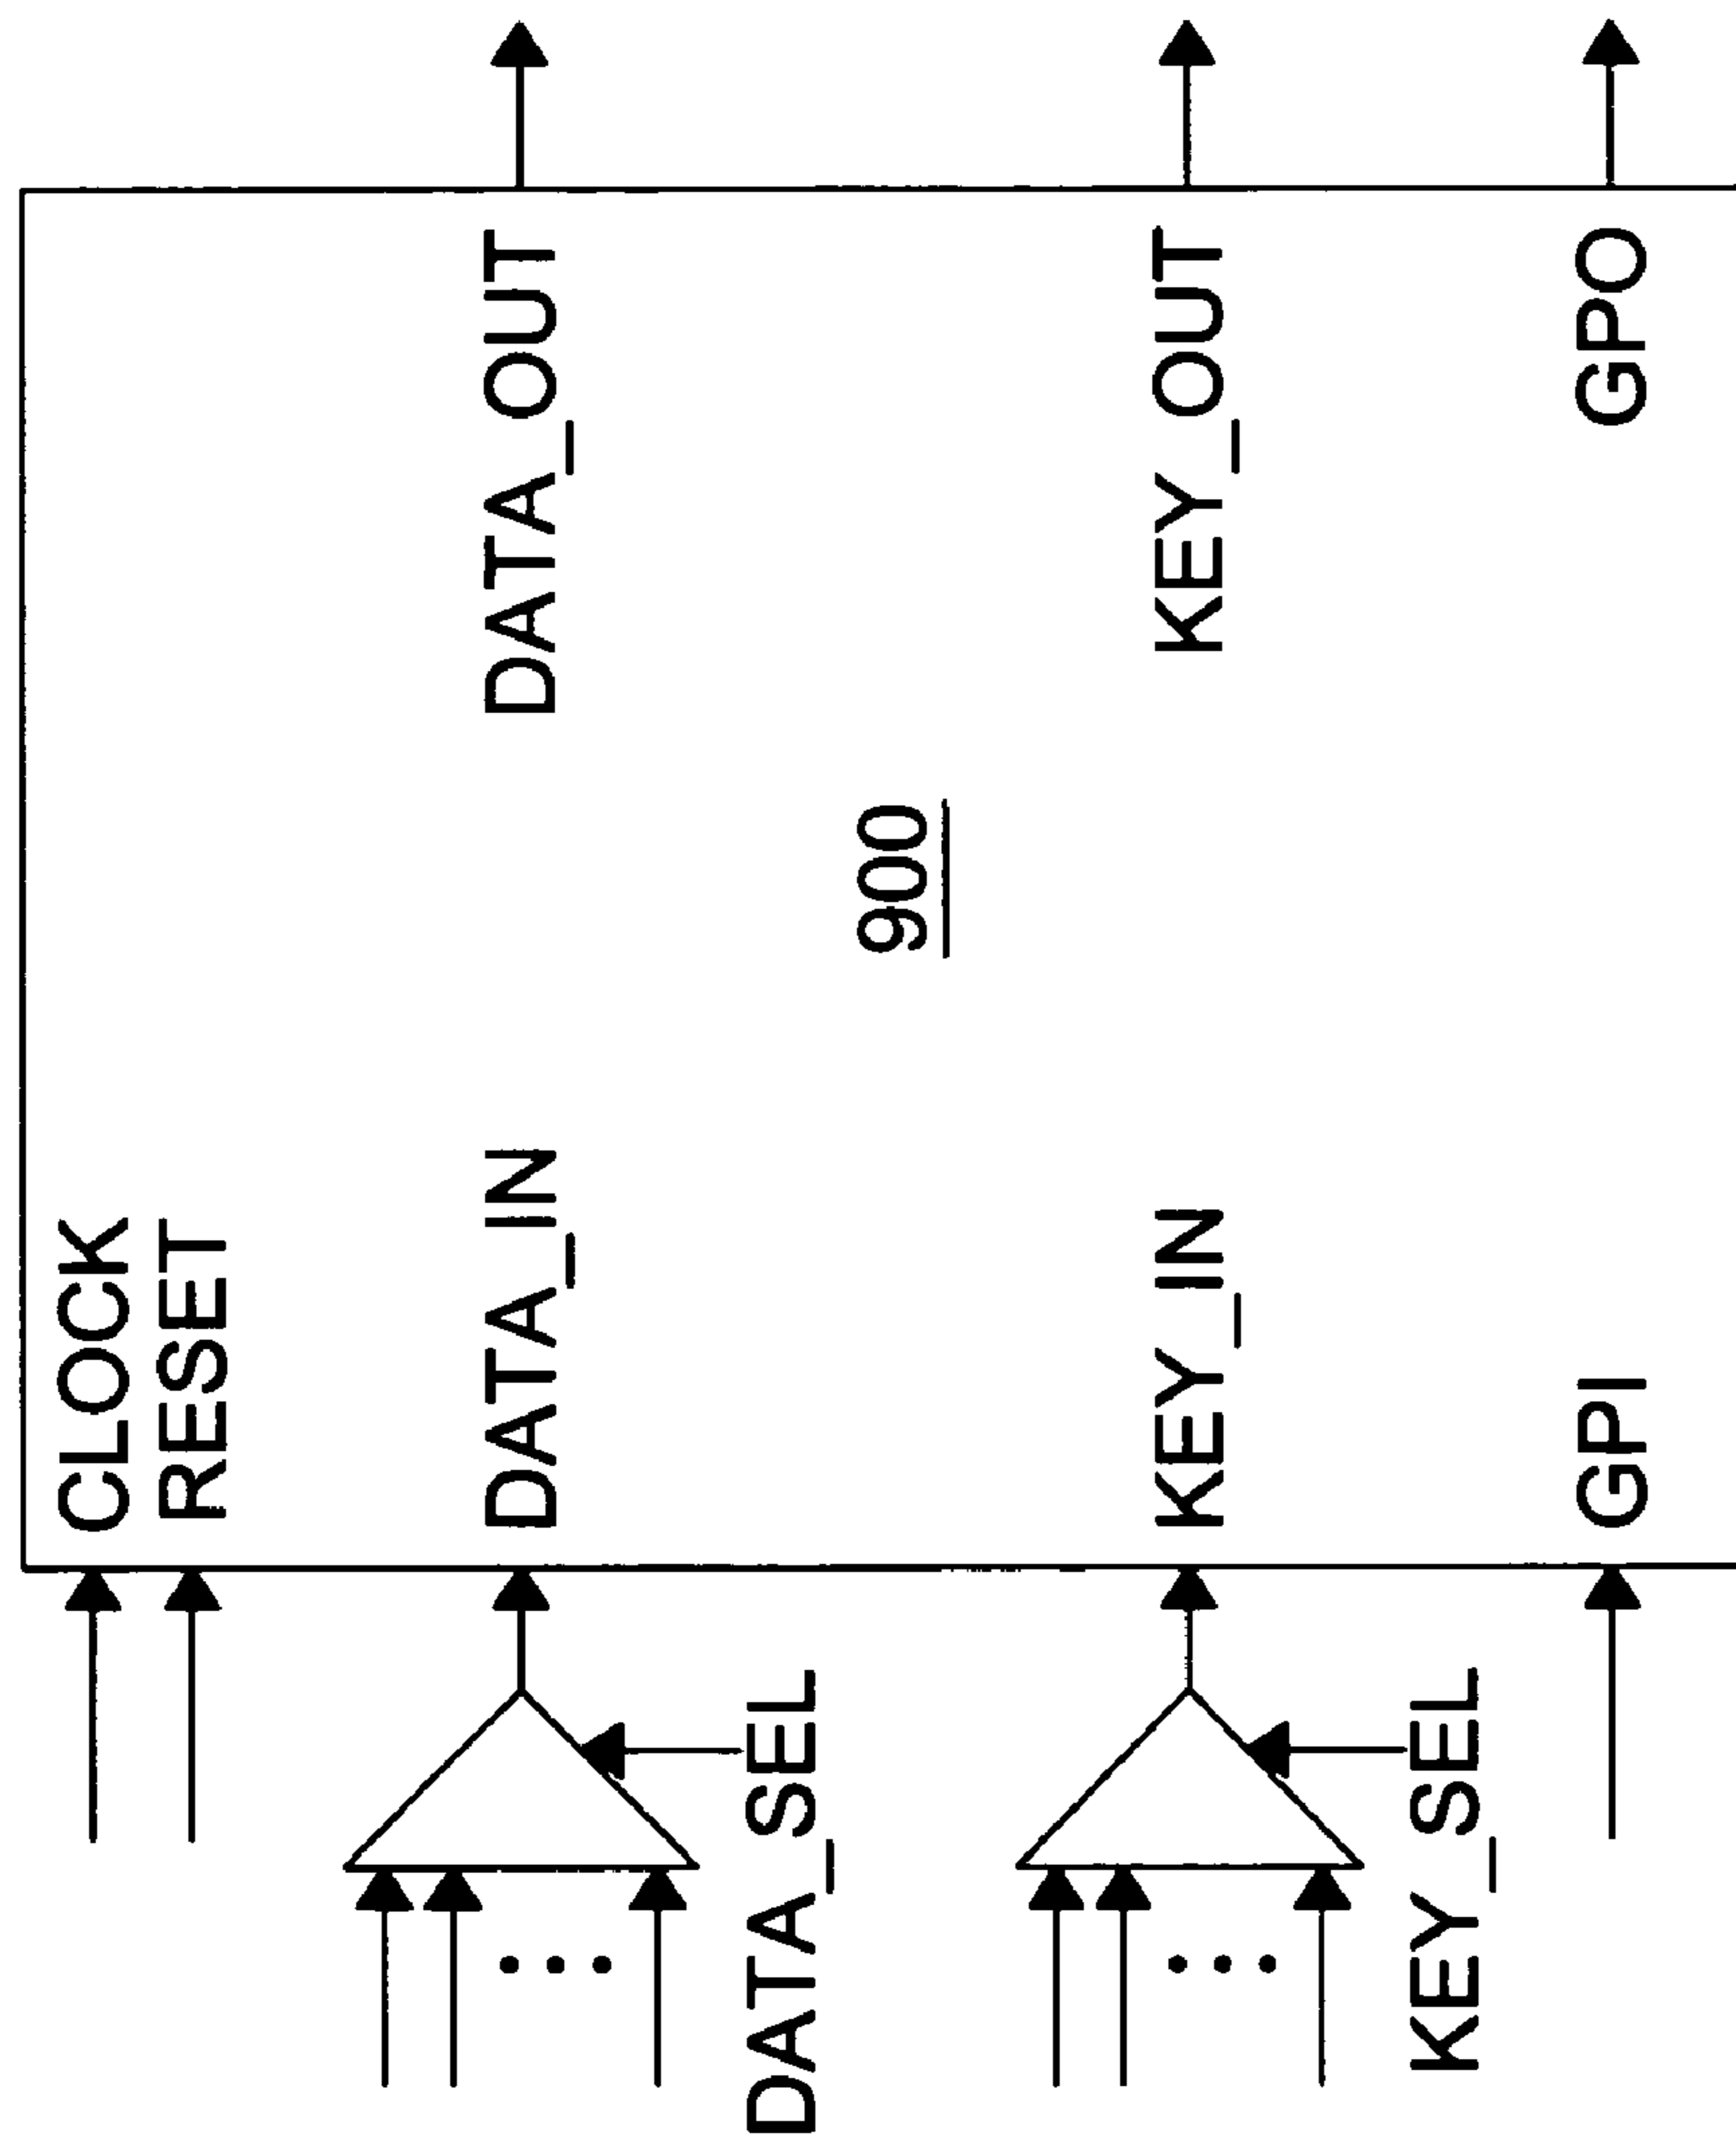 CLOCK
RESET
DATA_IN
DATA_OUT
DATA_SEL
900
KEY_IN
KEY_OUT
KEY_SEL
GPI
GPO